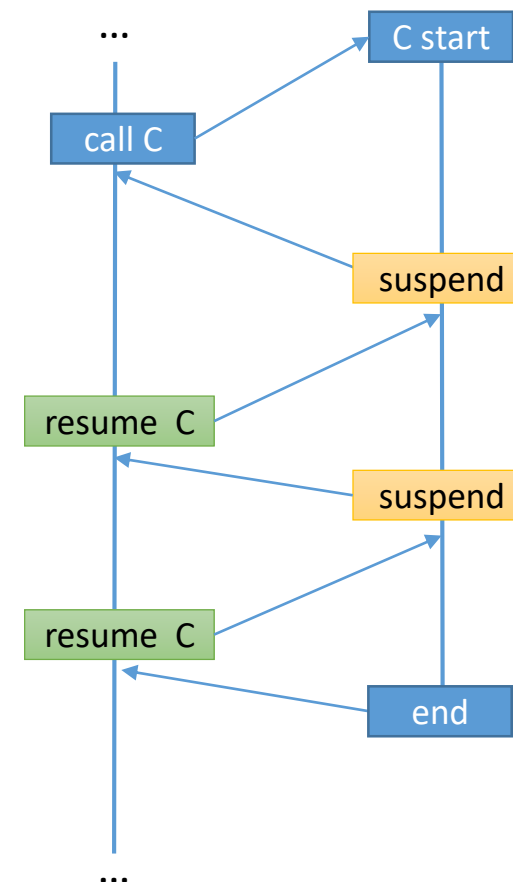 ...
C start
call C
suspend
resume C
suspend
resume C
end
...